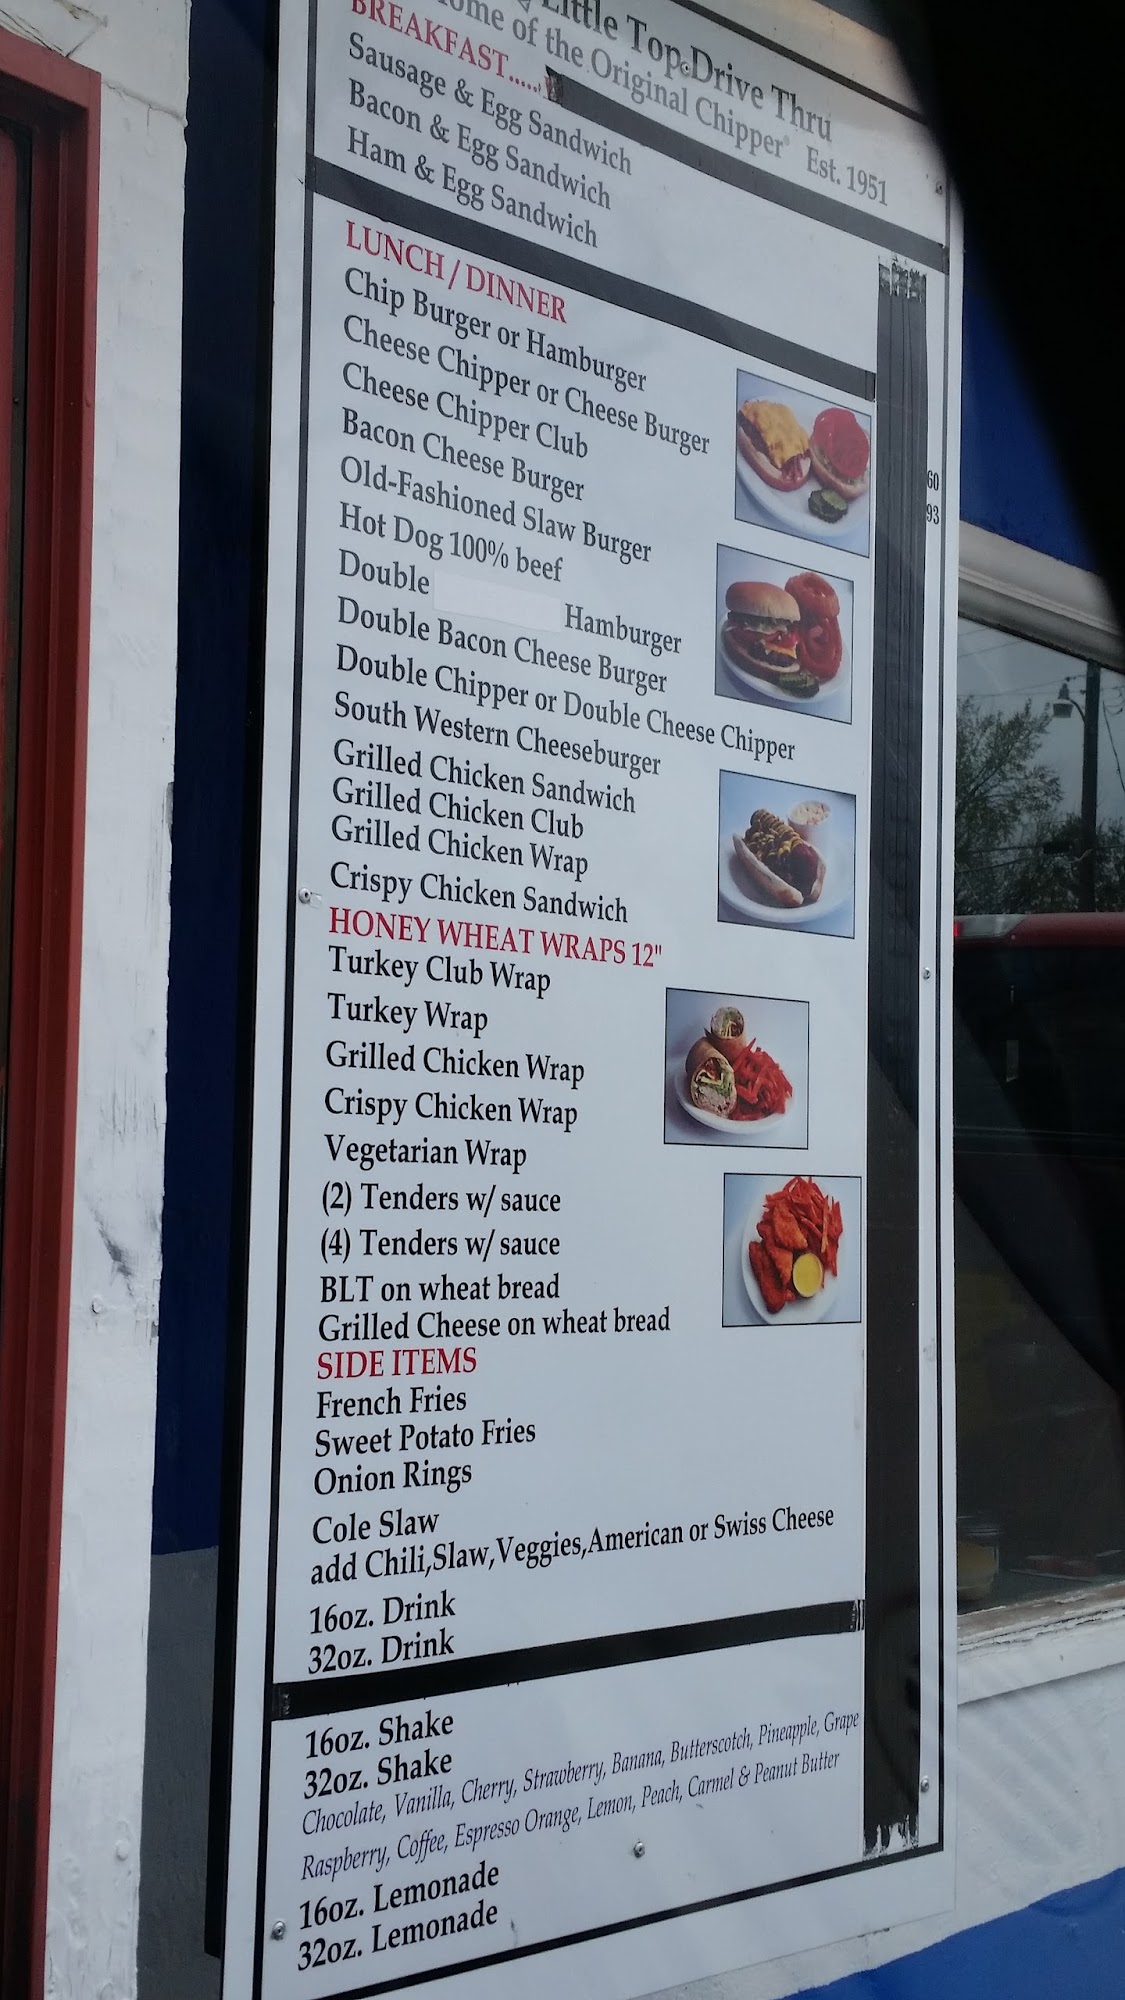 Little Top Drive Thru
of the Original Chipper® Est. 1951
BREAKFAST.....
Sausage & Egg Sandwich
Bacon & Egg Sandwich
Ham & Egg Sandwich
LUNCH / DINNER
Chip Burger or Hamburger
Cheese Chipper or Cheese Burger
Cheese Chipper Club
Bacon Cheese Burger
Old-Fashioned Slaw Burger
Hot Dog 100% beef
Double Hamburger
Double Bacon Cheese Burger
Double Chipper or Double Cheese Chipper
South Western Cheeseburger
Grilled Chicken Sandwich
Grilled Chicken Club
Grilled Chicken Wrap
Crispy Chicken Sandwich
60
93
HONEY WHEAT WRAPS 12"
Turkey Club Wrap
Turkey Wrap
Grilled Chicken Wrap
Crispy Chicken Wrap
Vegetarian Wrap
(2) Tenders w/ sauce
(4) Tenders w/ sauce
BLT on wheat bread
Grilled Cheese on wheat bread
SIDE ITEMS
French Fries
Sweet Potato Fries
Onion Rings
Cole Slaw
add Chili,Slaw,Veggies,American or Swiss Cheese
16oz. Drink
32oz. Drink
16oz. Shake
32oz. Shake
Chocolate, Vanilla, Cherry, Strawberry, Banana, Butterscotch, Pineapple, Grape
Raspberry, Coffee, Espresso Orange, Lemon, Peach, Carmel & Peanut Butter
16oz. Lemonade
32oz. Lemonade